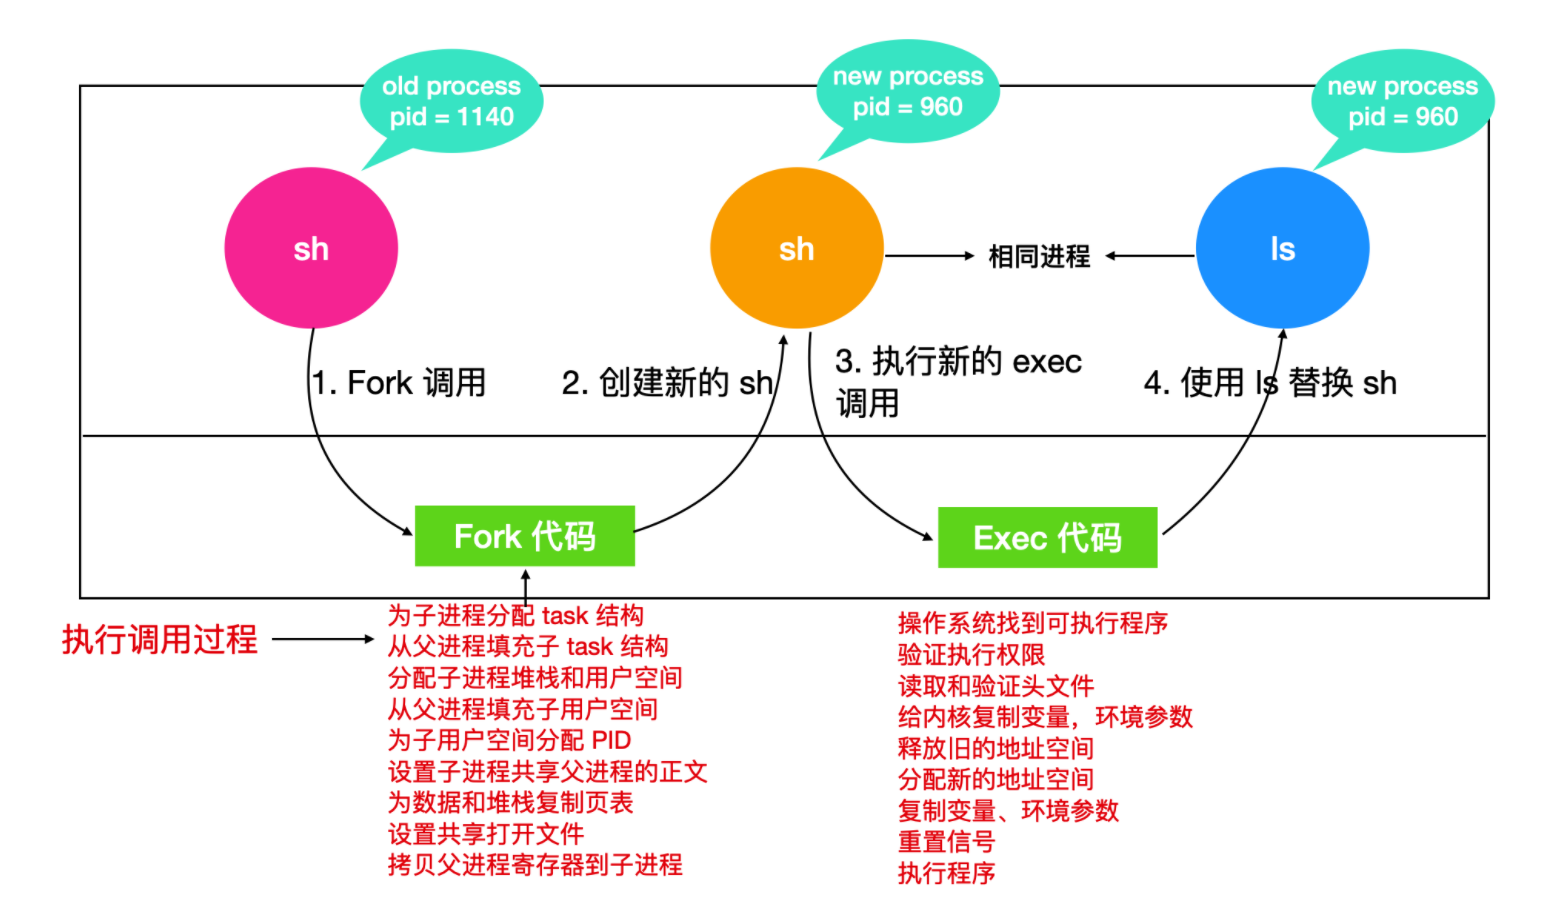 old process
pid = 1140
new process
pid = 960
new process
pid = 960
sh
sh
相同进程
ls
1. Fork 调用
2. 创建新的 sh
3. 执行新的 exec
调用
4. 使用 ls 替换 sh
Fork 代码
Exec 代码
执行调用过程
为子进程分配 task 结构
从父进程填充子 task 结构
分配子进程堆栈和用户空间
从父进程填充子用户空间
为子用户空间分配 PID
设置子进程共享父进程的正文
为数据和堆栈复制页表
设置共享打开文件
拷贝父进程寄存器到子进程
操作系统找到可执行程序
验证执行权限
读取和验证头文件
给内核复制变量，环境参数
释放旧的地址空间
分配新的地址空间
复制变量、环境参数
重置信号
执行程序